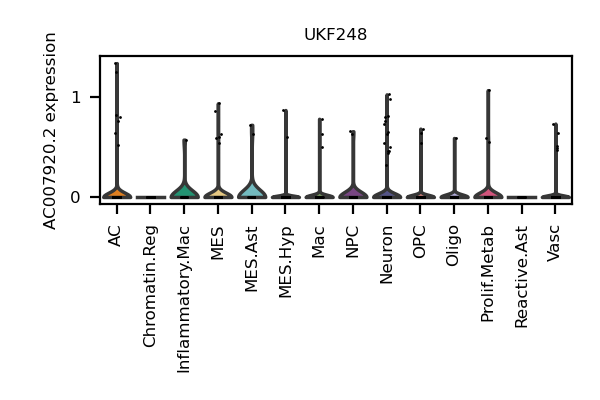 UKF248
AC007920.2 expression
1
0
AC
Chromatin.Reg
Inflammatory.Mac
MES
MES.Ast
MES.Hyp
Mac
NPC
Neuron
OPC
Oligo
Prolif.Metab
Reactive.Ast
Vasc